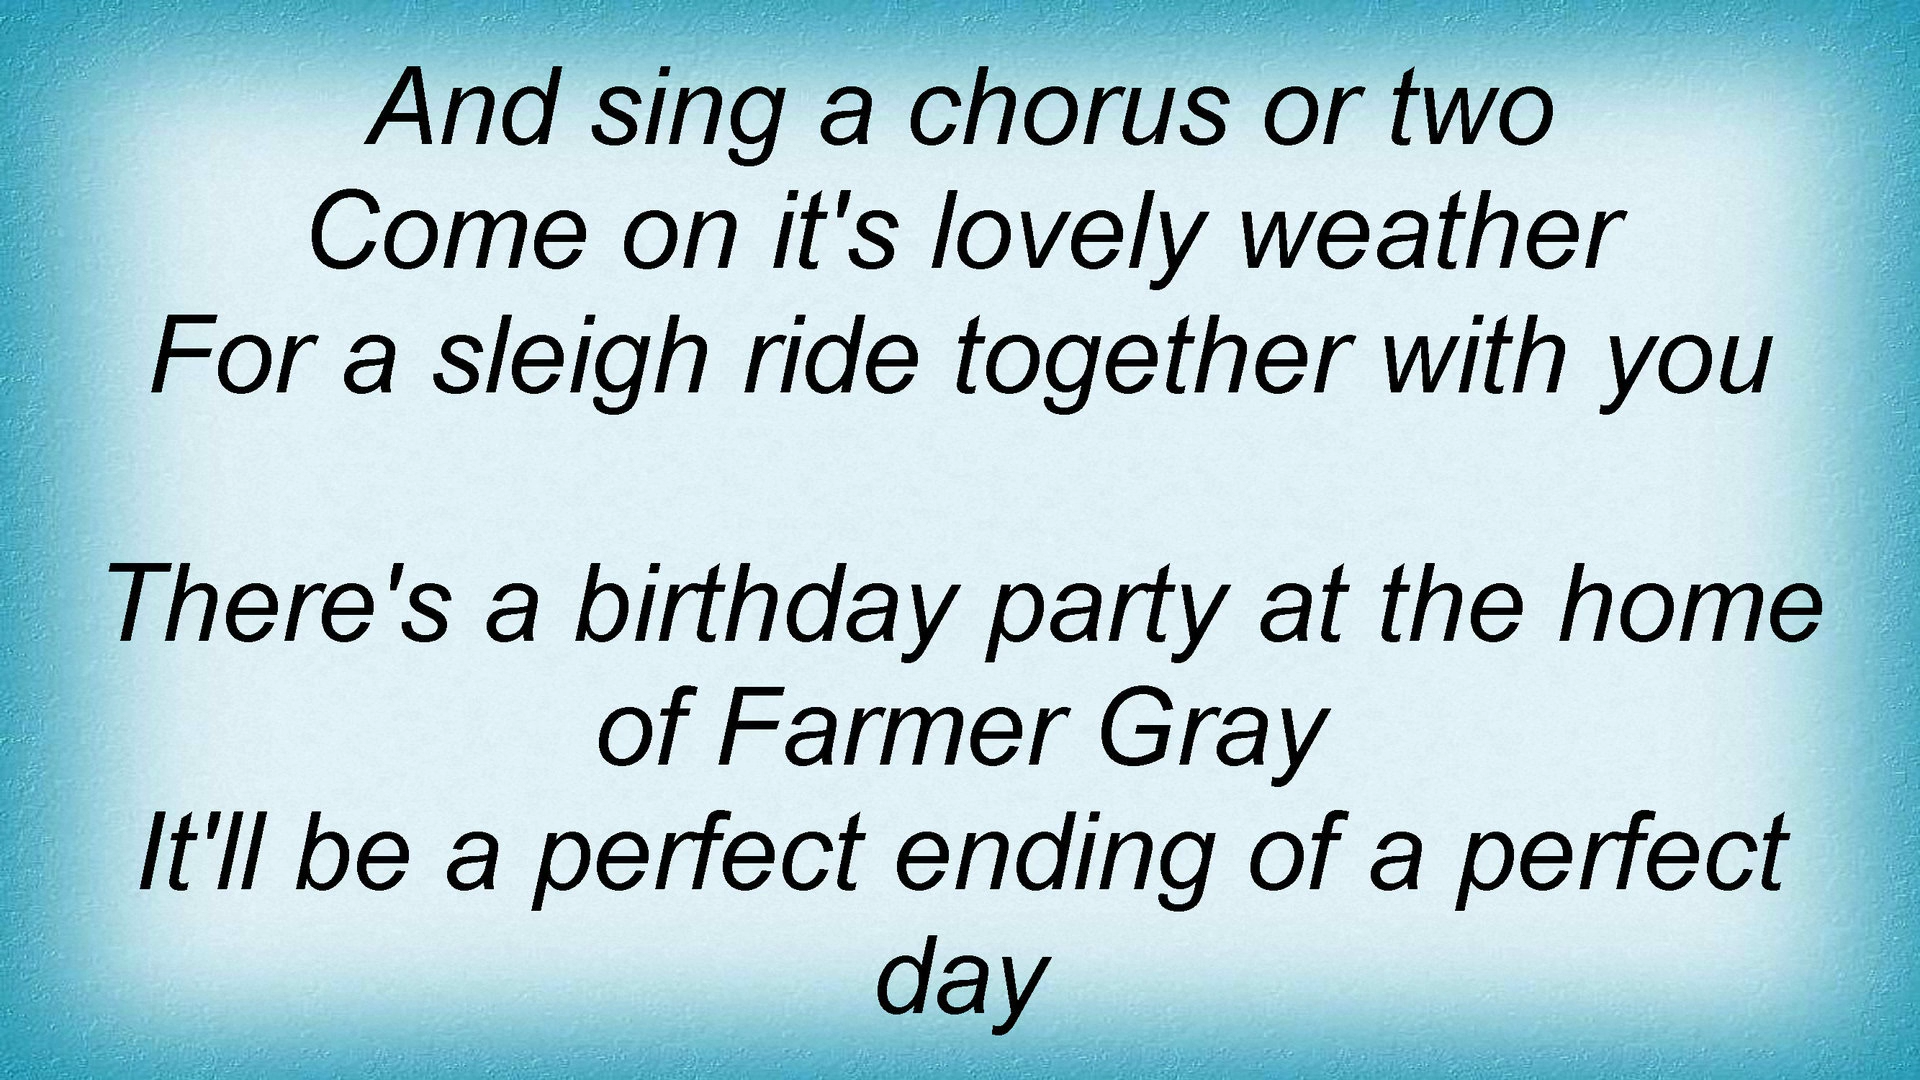 And sing a chorus or two
Come on it's lovely weather
For a sleigh ride together with you
There's a birthday party at the home
of Farmer Gray
It'll be a perfect ending of a perfect
day